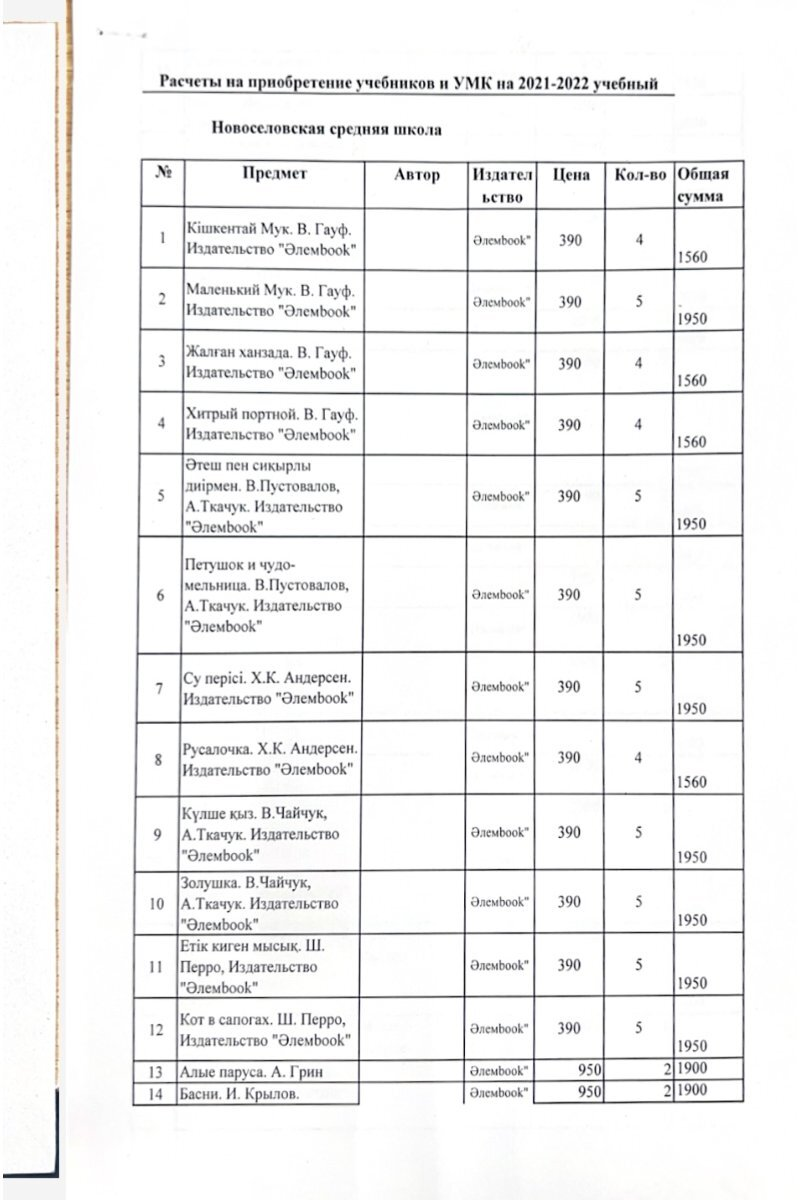 Расчеты на приобретение учебников и УМК на 2021-2022 учебный
Новоселовская средняя школа
№ Предмет Автор Издател Цена Кол-во Общая
ьство сумма
1 Кішкентай Мук. В. Гауф. Әлемbook" 390 4
Издательство "Әлемbook" 1560
2 Маленький Мук. В. Гауф. Әлемbook" 390 5
Издательство "Әлемbook" 1950
3 Жалған ханзада. В. Гауф. Әлемbook" 390 4
Издательство "Әлемbook" 1560
4 Хитрый портной. В. Гауф. Әлемbook" 390 4
Издательство "Әлемbook" 1560
Әтеш пен сиқырлы
5 диірмен. В.Пустовалов, Әлемbook" 390 5
А.Ткачук. Издательство
"Әлемbook" 1950
Петушок и чудо-
6 мельница. В.Пустовалов, Әлемbook" 390 5
А.Ткачук. Издательство
"Әлемbook" 1950
7 Су перісі. Х.К. Андерсен. Әлемbook" 390 5
Издательство "Әлемbook" 1950
8 Русалочка. Х.К. Андерсен. Әлемbook" 390 4
Издательство "Әлемbook" 1560
Күлше қыз. В.Чайчук,
9 А.Ткачук. Издательство Әлемbook" 390 5
"Әлемbook" 1950
Золушка. В.Чайчук,
10 А.Ткачук. Издательство Әлемbook" 390 5
"Әлемbook" 1950
Етік киген мысық. Ш.
11 Перро, Издательство Әлемbook" 390 5
"Әлемbook" 1950
12 Кот в сапогах. Ш. Перро, Әлемbook" 390 5
Издательство "Әлемbook" 1950
13 Алые паруса. А. Грин Әлемbook" 950 2 1900
14 Басни. И. Крылов. Әлемbook" 950 2 1900